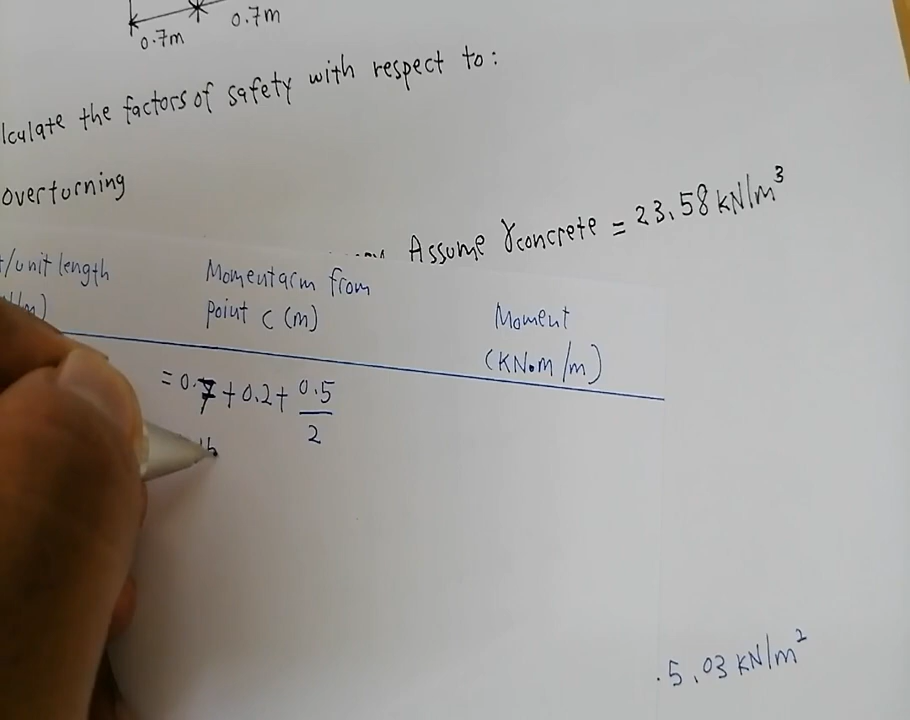 0.7m 0.7m
lculate the factors of safety with respect to:
overturning
Assume γconcrete = 23.58 kN/m³
/unit length
Momentarm from
point C (m)
Moment
(KN.m/m)
= 0.7 + 0.2 + 0.5/2
.5.03 kN/m²